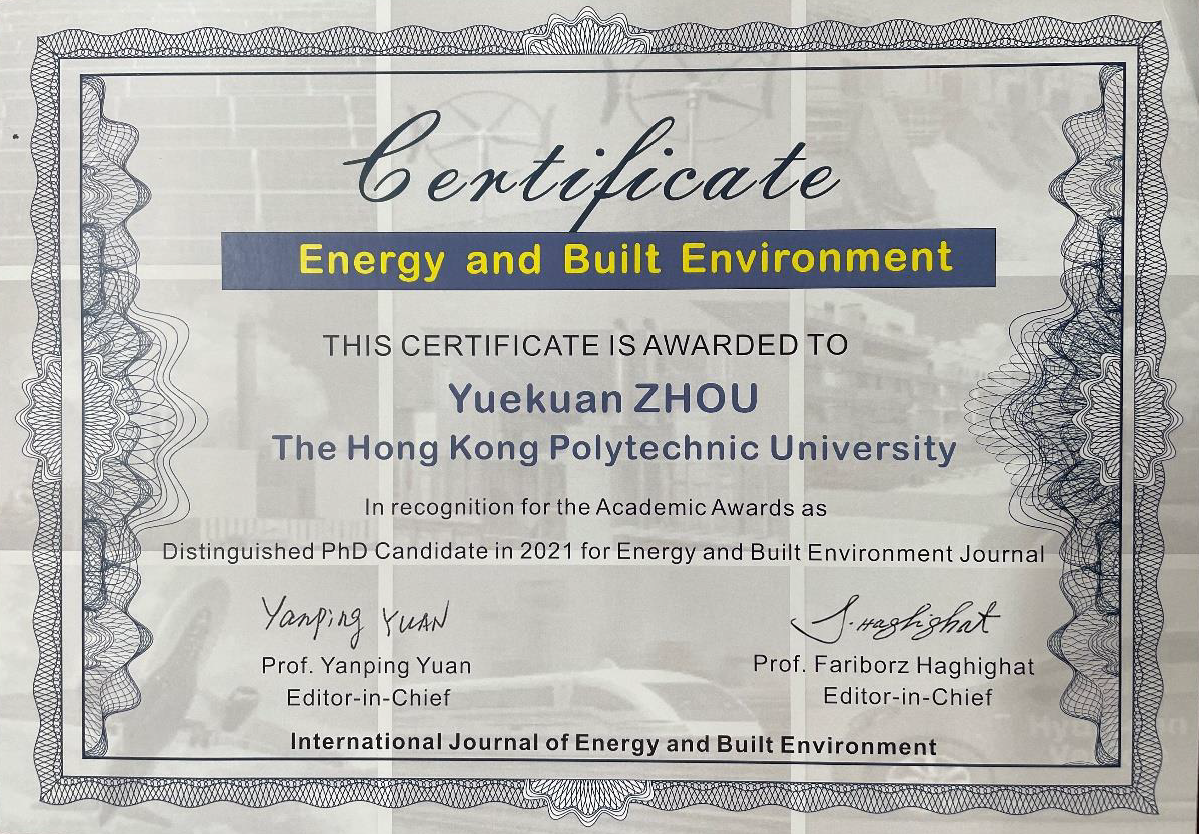 Certificate
Energy and Built Environment
THIS CERTIFICATE IS AWARDED TO
Yuekuan ZHOU
The Hong Kong Polytechnic University
In recognition for the Academic Awards as
Distinguished PhD Candidate in 2021 for Energy and Built Environment Journal
Yanping YUAN
J. Haghighat
Prof. Yanping Yuan
Prof. Fariborz Haghighat
Editor-in-Chief
Editor-in-Chief
International Journal of Energy and Built Environment